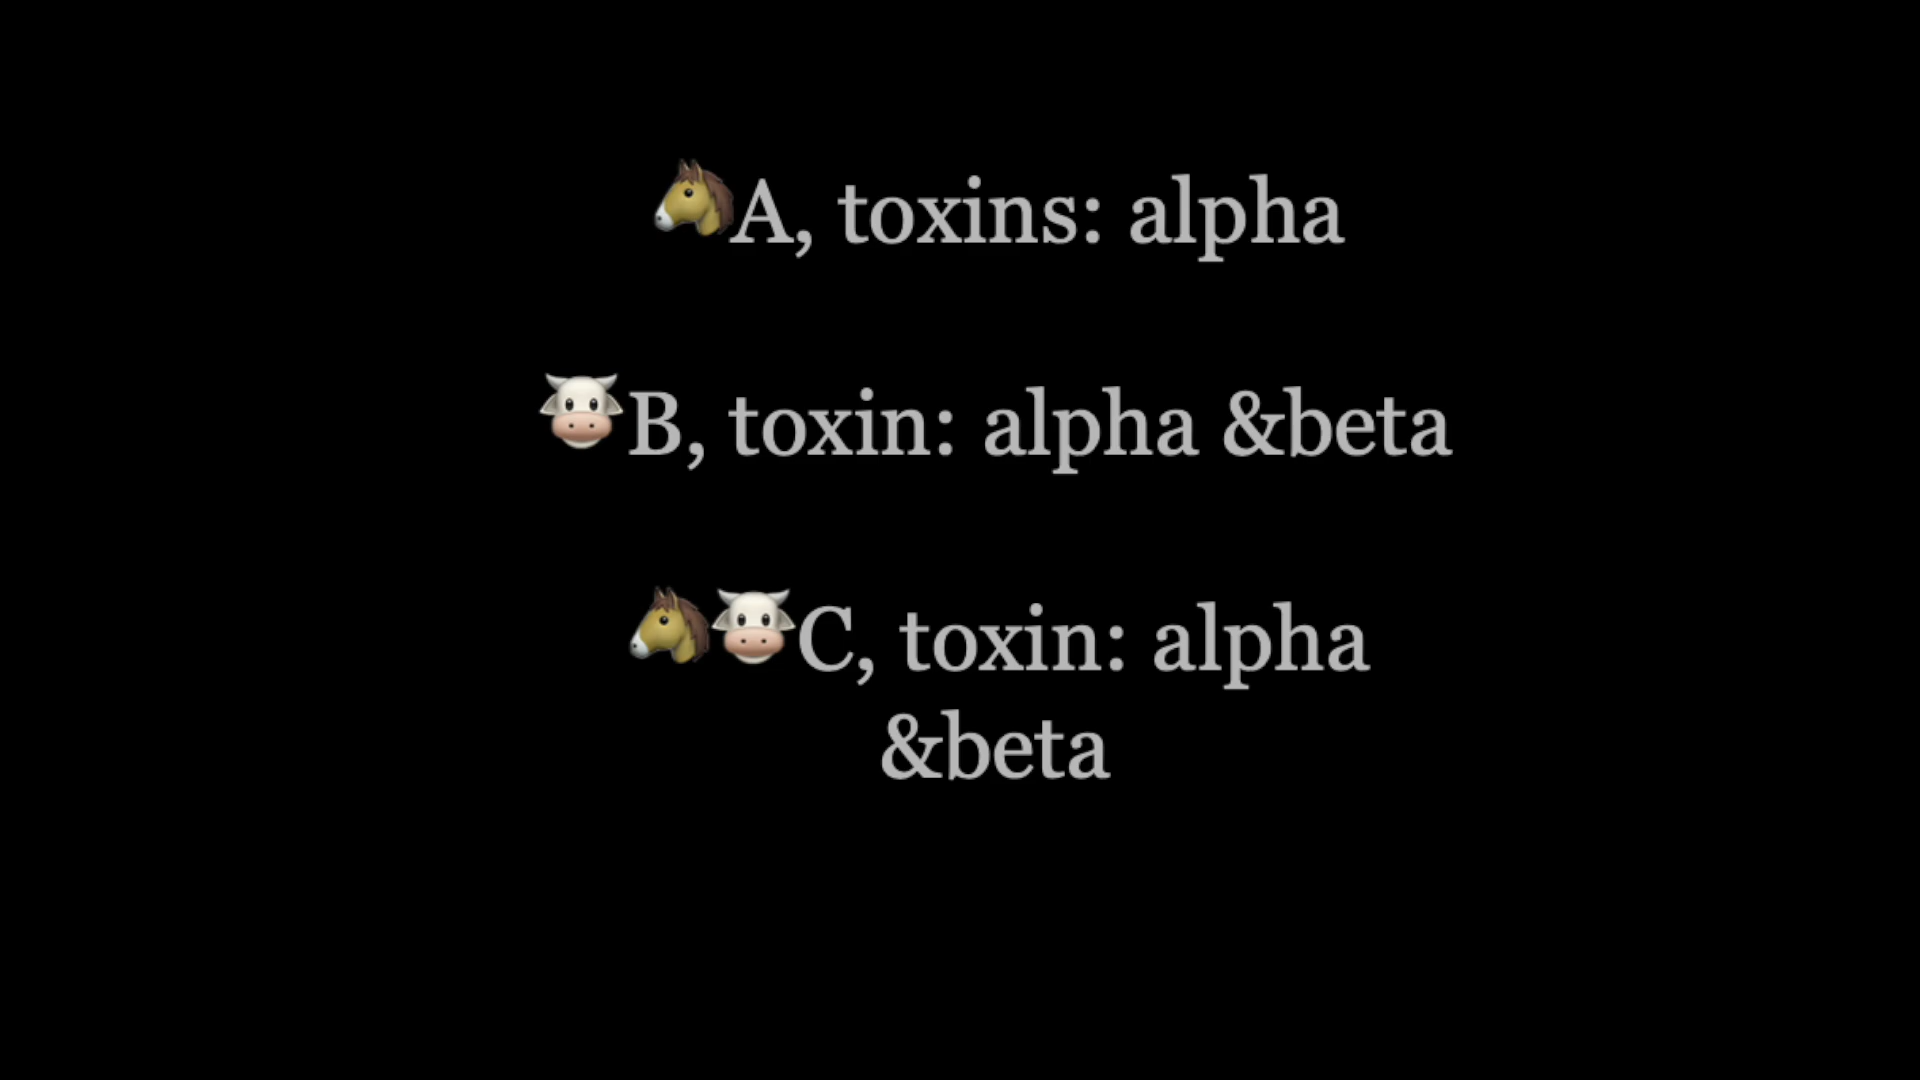 🐴A, toxins: alpha
🐮B, toxin: alpha &beta
🐴🐮C, toxin: alpha
&beta